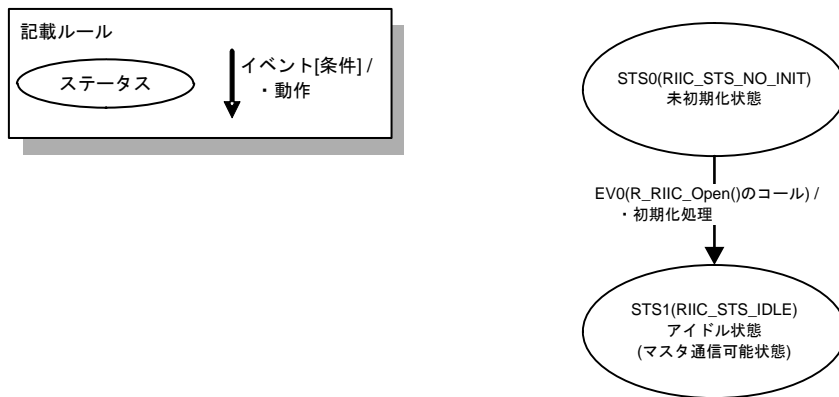 記載ルール
ステータス
イベント[条件] /
・動作
STS0(RIIC_STS_NO_INIT)
未初期化状態
EV0(R_RIIC_Open()のコール) /
・初期化処理
STS1(RIIC_STS_IDLE)
アイドル状態
(マスタ通信可能状態)